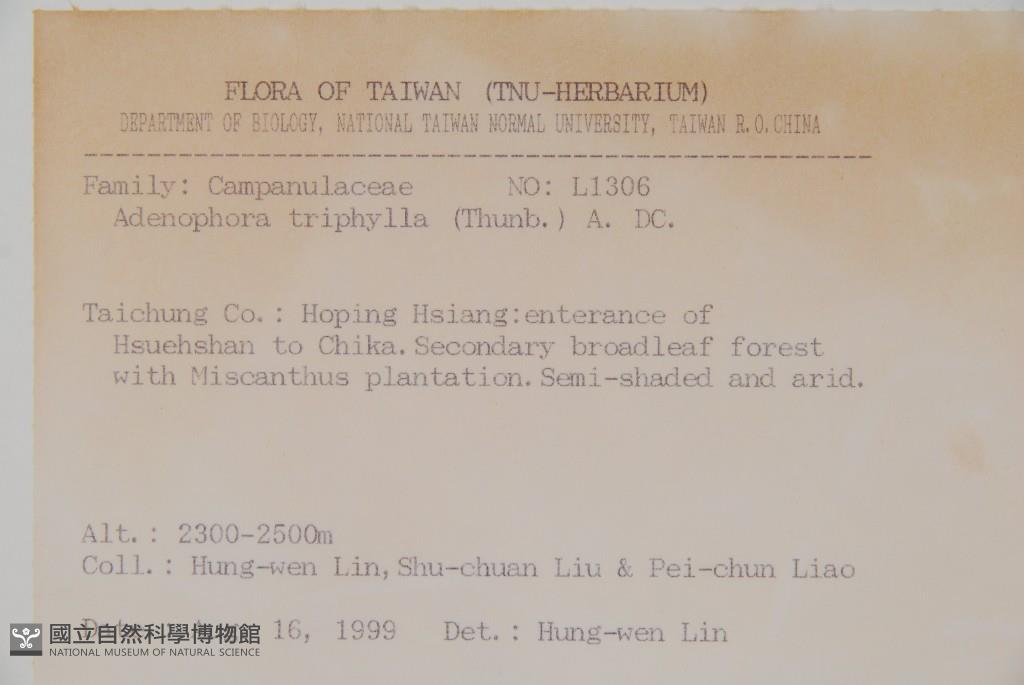 FLORA OF TAIWAN (TNU-HERBARIUM)
DEPARTMENT OF BIOLOGY, NATIONAL TAIWAN NORMAL UNIVERSITY, TAIWAN R.O.CHINA
Family: Campanulaceae NO: L1306
Adenophora triphylla (Thunb.) A. DC.
Taichung Co.: Hoping Hsiang:enterance of
Hsuehshan to Chika. Secondary broadleaf forest
with Miscanthus plantation. Semi-shaded and arid.
Alt.: 2300-2500m
Coll.: Hung-wen Lin, Shu-chuan Liu & Pei-chun Liao
16, 1999 Det.: Hung-wen Lin
國立自然科學博物館
NATIONAL MUSEUM OF NATURAL SCIENCE